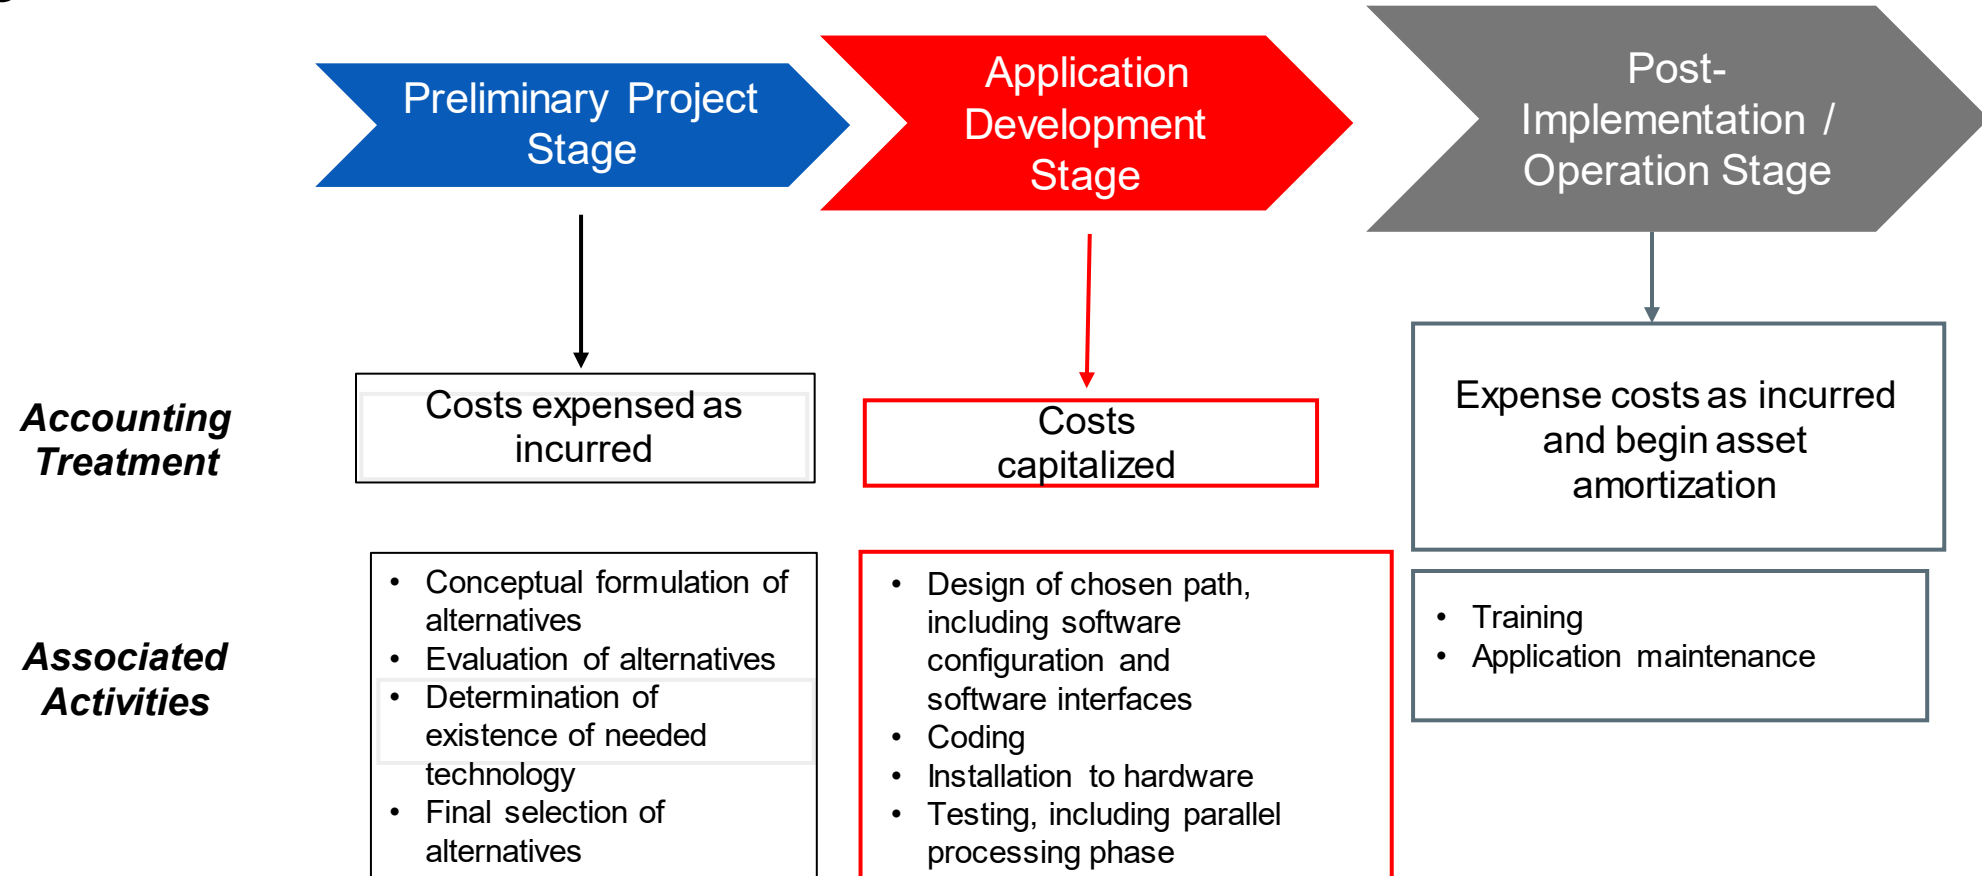 Preliminary Project
Stage
Application
Development
Stage
Post-
Implementation /
Operation Stage
Accounting
Treatment
Costs expensed as
incurred
Costs
capitalized
Expense costs as incurred
and begin asset
amortization
Associated
Activities
• Conceptual formulation of
alternatives
• Evaluation of alternatives
• Determination of
existence of needed
technology
• Final selection of
alternatives
• Design of chosen path,
including software
configuration and
software interfaces
• Coding
• Installation to hardware
• Testing, including parallel
processing phase
• Training
• Application maintenance